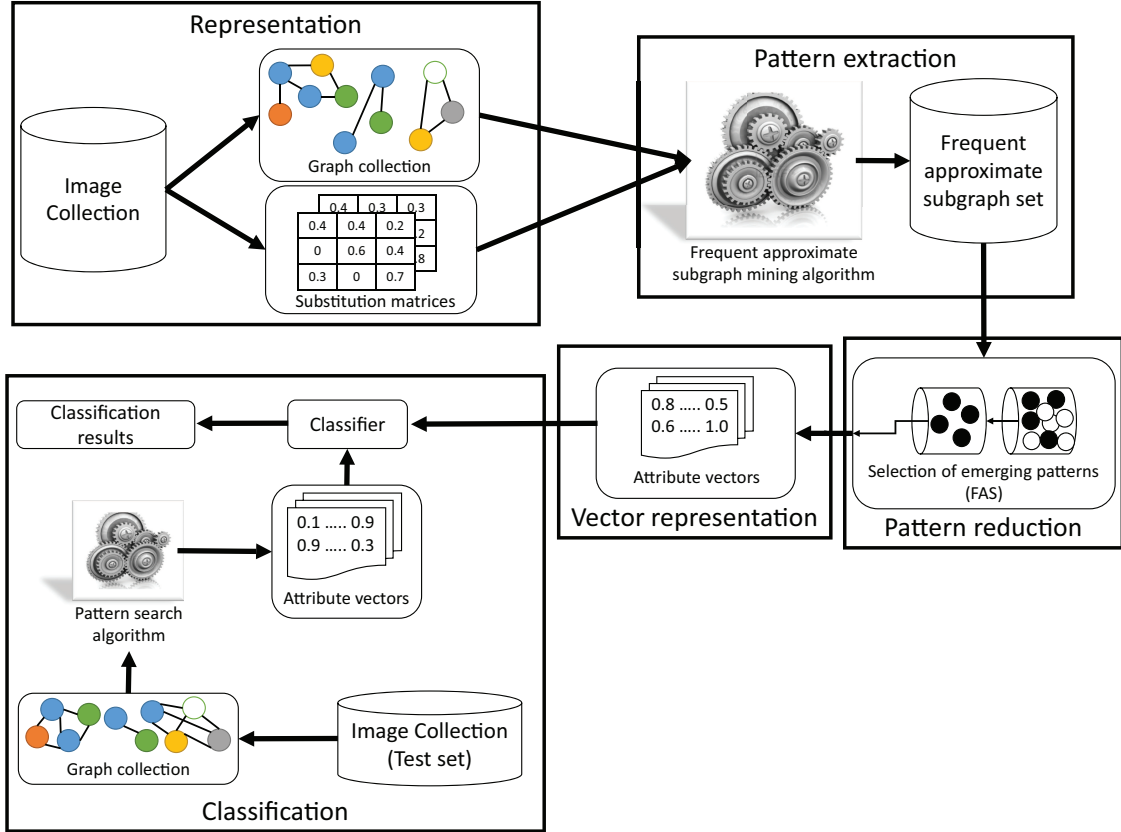 Representation
Image
Collection
Graph collection
0.4 0.3 0.3
0.4 0.4 0.2
.2
0 0.6 0.4
.8
0.3 0 0.7
Substitution matrices
Pattern extraction
Frequent approximate
subgraph mining algorithm
Frequent
approximate
subgraph set
Selection of emerging patterns
(FAS)
Pattern reduction
0.8 ..... 0.5
0.6 ..... 1.0
Attribute vectors
Vector representation
Classification
results
Classifier
0.1 ..... 0.9
0.9 ..... 0.3
Attribute vectors
Pattern search
algorithm
Graph collection
Image Collection
(Test set)
Classification